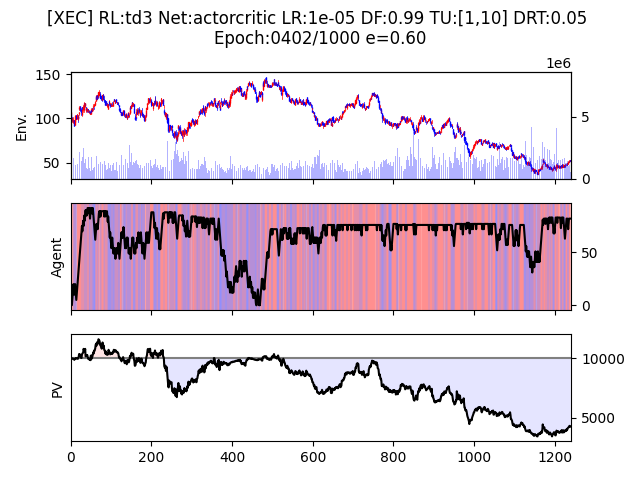 [XEC] RL:td3 Net:actorcritic LR:1e-05 DF:0.99 TU:[1,10] DRT:0.05
Epoch:0402/1000 e=0.60
1e6
150
100
50
Env.
5
0
Agent
50
0
PV
10000
5000
0 200 400 600 800 1000 1200